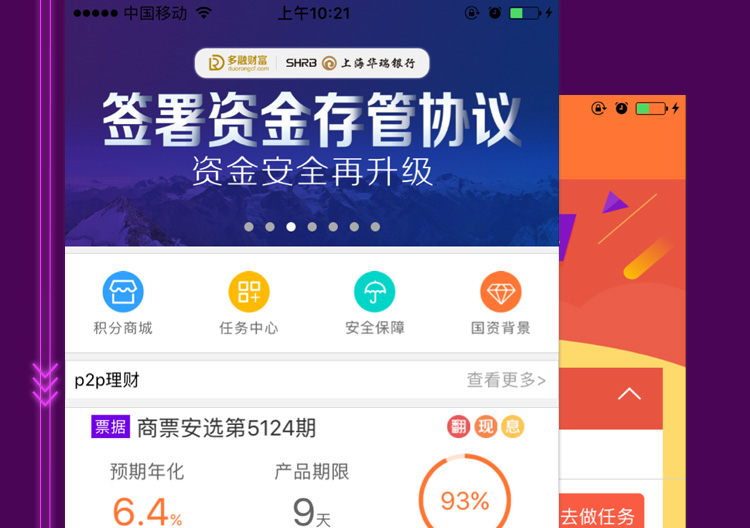 中国移动
上午10:21
多融财富
duorongcf.com
SHRB 上海华瑞银行
签署资金存管协议
资金安全再升级
积分商城
任务中心
安全保障
国资背景
p2p理财
查看更多>
票据 商票安选第5124期
翻 现 息
预期年化
产品期限
6.4%
9天
93%
去做任务